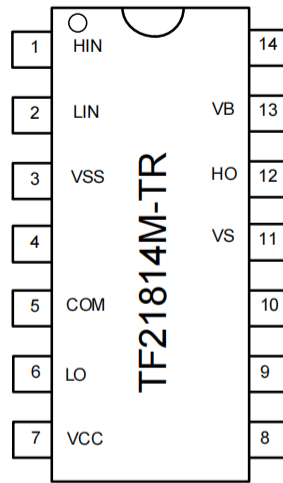 1 HIN 14
2 LIN VB 13
3 VSS HO 12
4 VS 11
5 COM 10
6 LO 9
7 VCC 8
TF21814M-TR